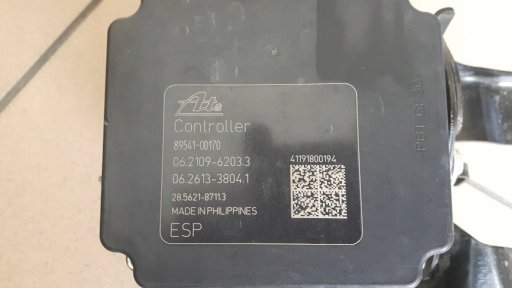 Ate
Controller
89541-0D170
06.2109-6203.3
06.2613-3804.1
28.5621-8711.3
MADE IN PHILIPPINES
ESP
41191800194